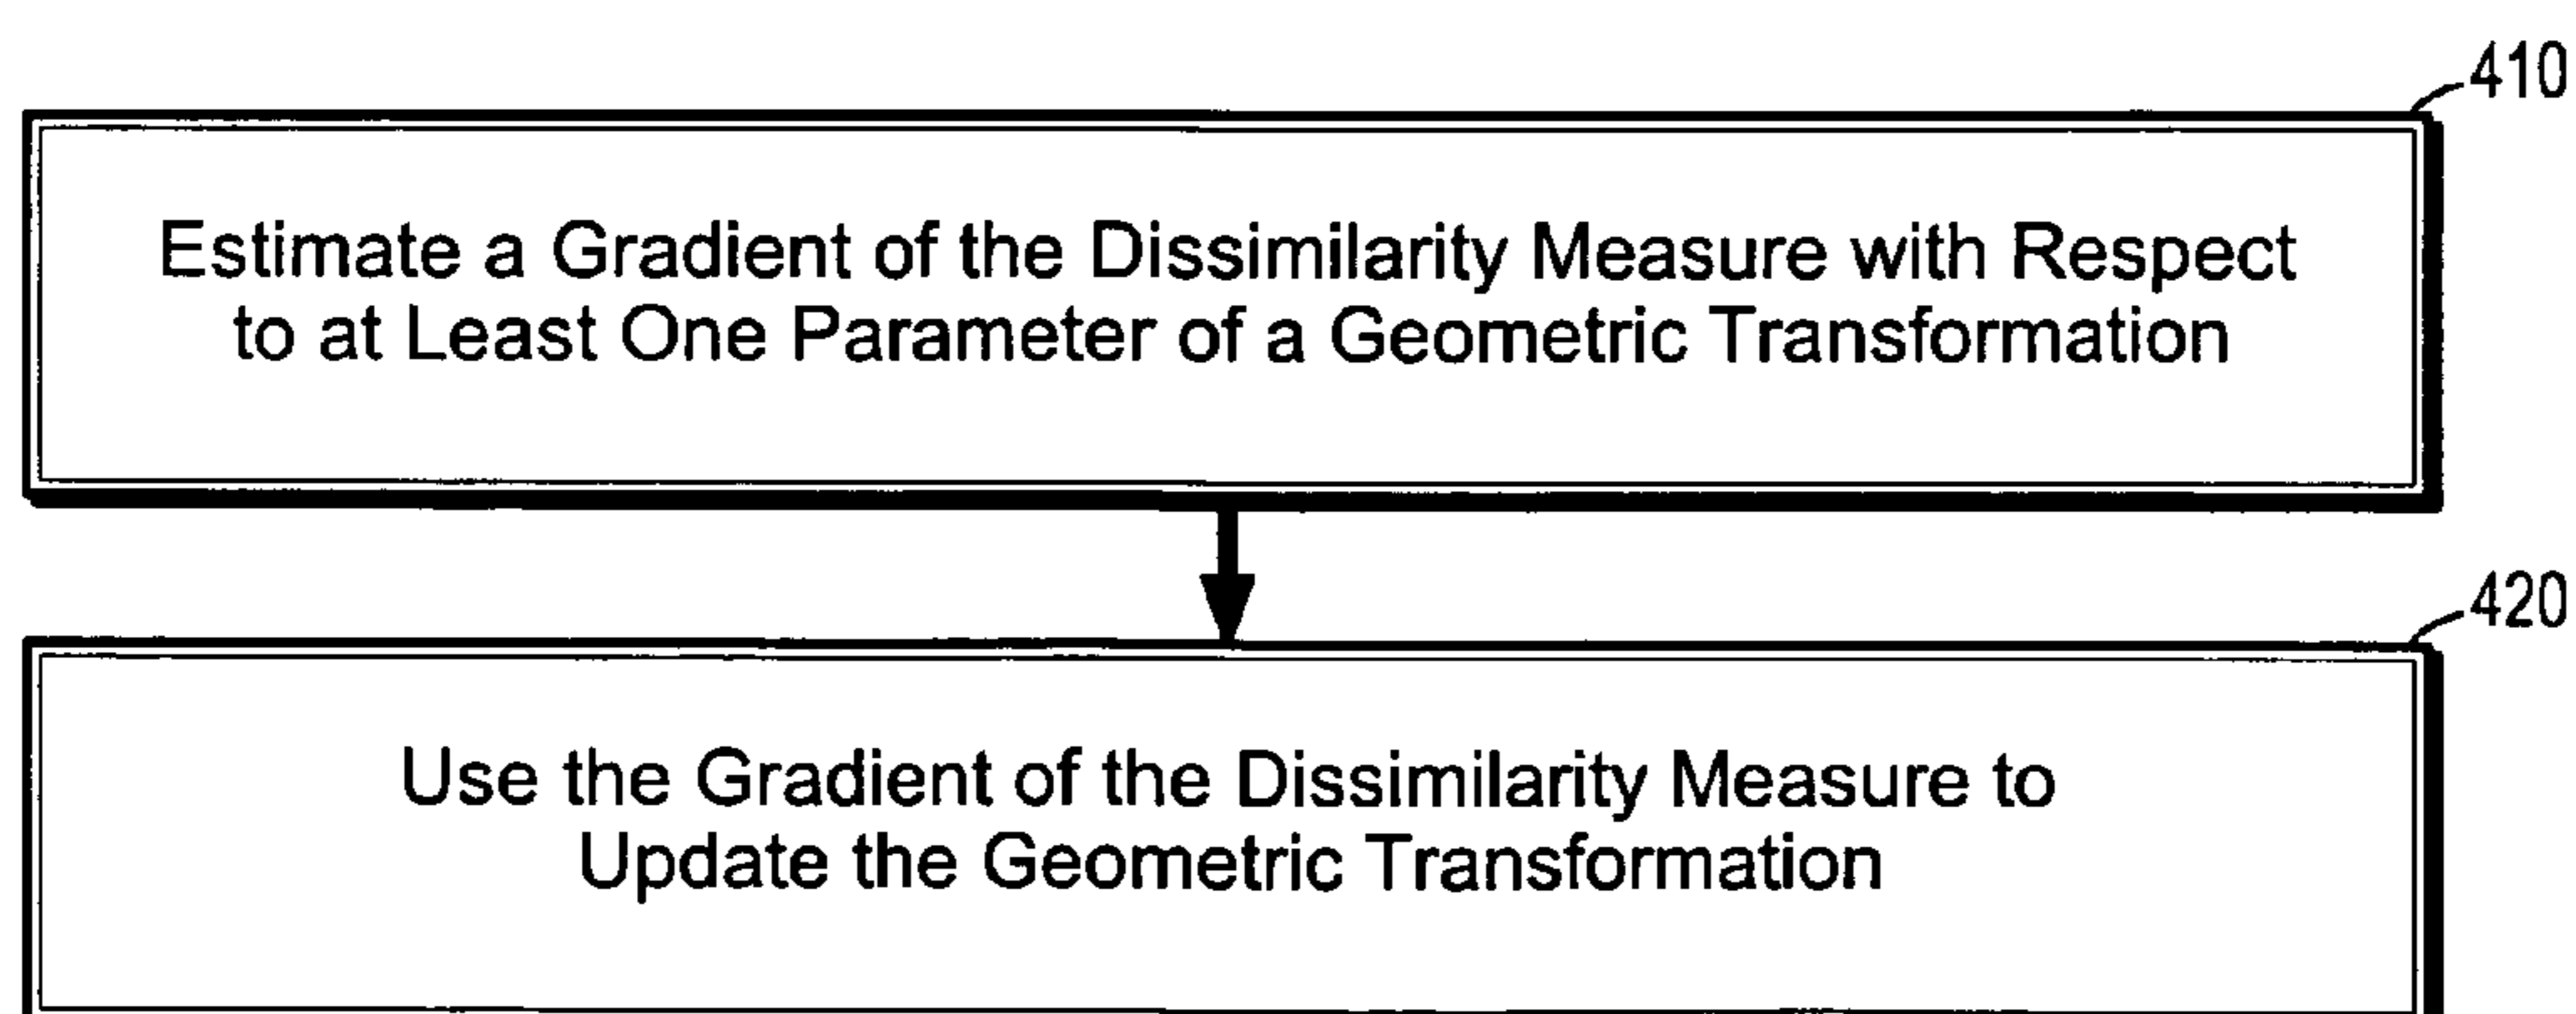 410
Estimate a Gradient of the Dissimilarity Measure with Respect
to at Least One Parameter of a Geometric Transformation
420
Use the Gradient of the Dissimilarity Measure to
Update the Geometric Transformation